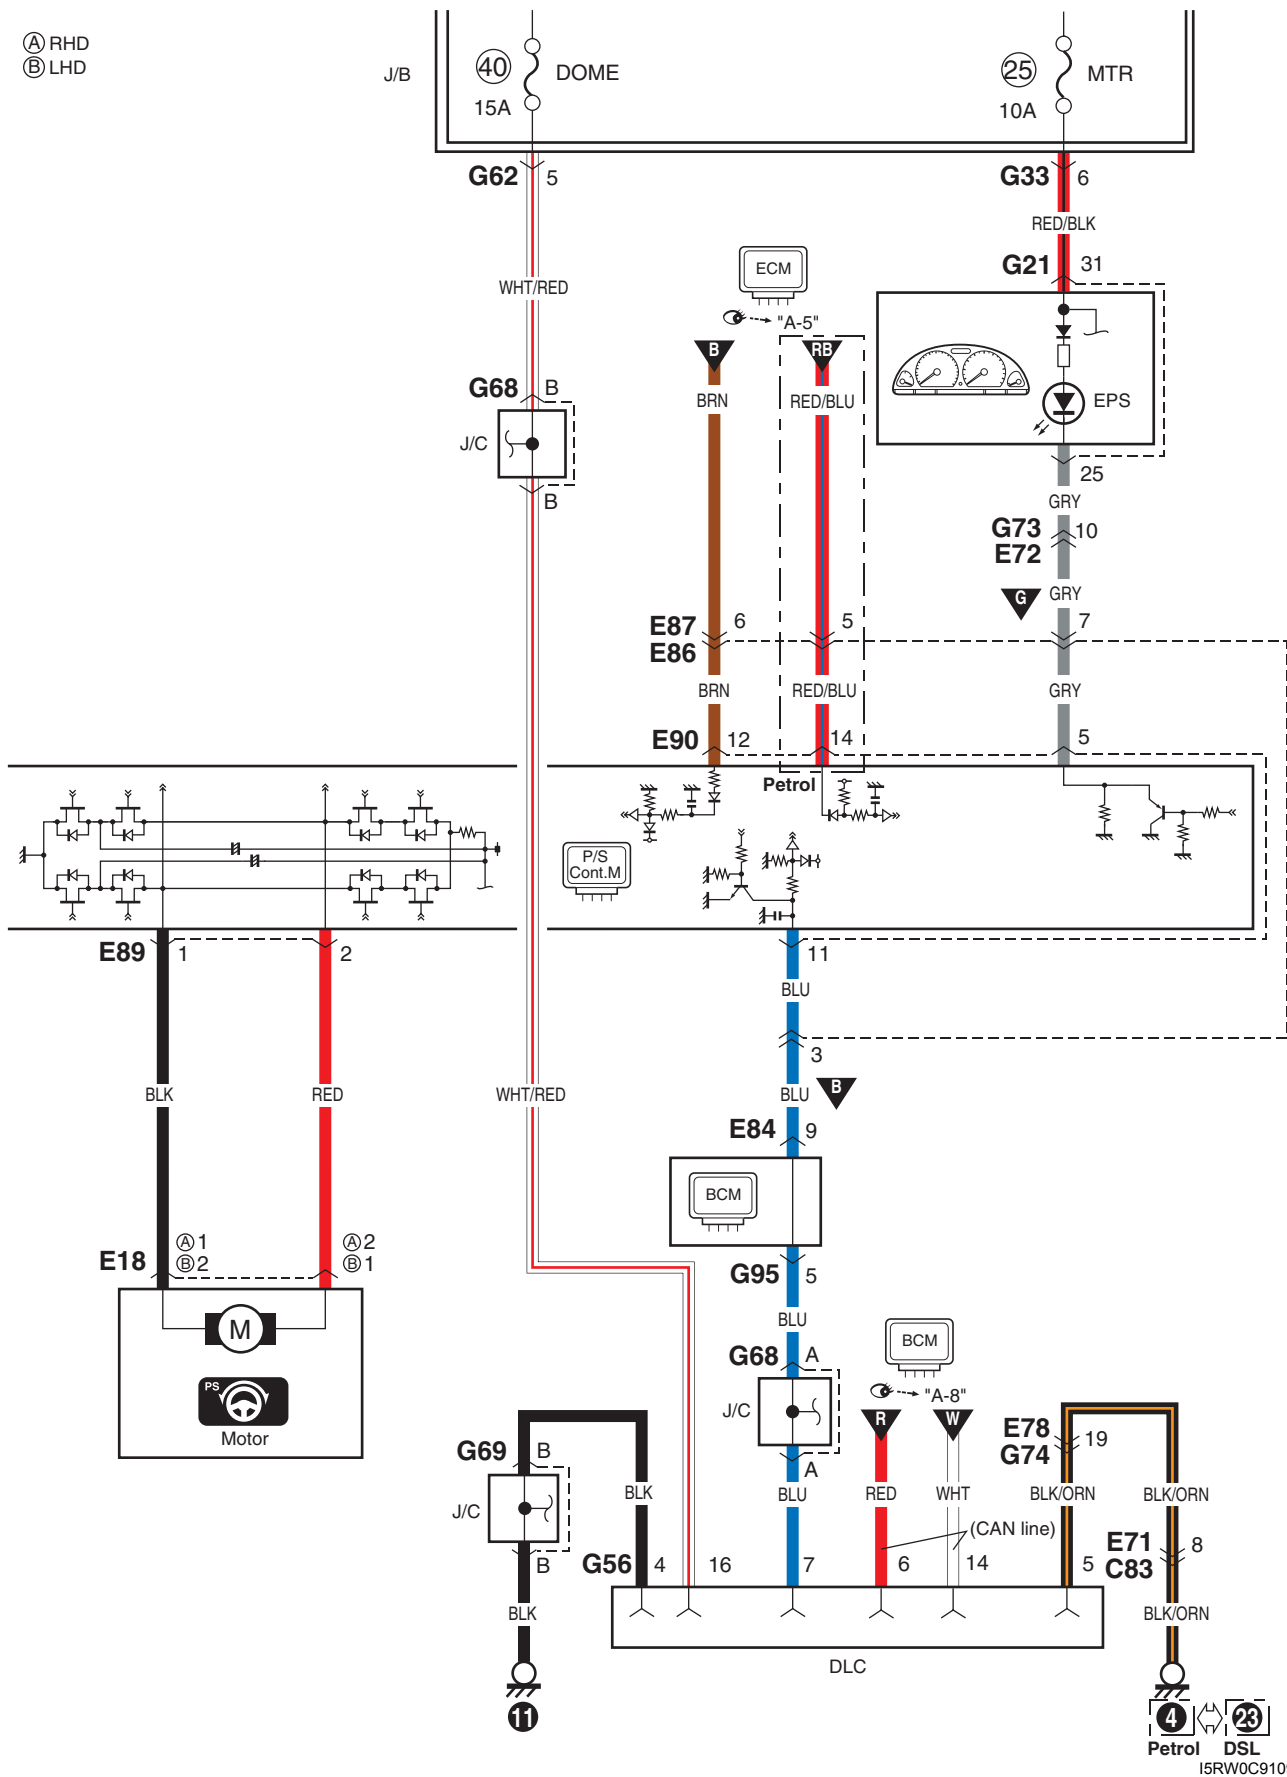 A RHD
B LHD
J/B
40 DOME
15A
25 MTR
10A
G62 5
G33 6
RED/BLK
G21 31
ECM
"A-5"
WHT/RED
B
RB
BRN
RED/BLU
EPS
G68 B
J/C
B
25
GRY
G73 10
E72
G
GRY
E87 6
E86
5
7
BRN
RED/BLU
GRY
E90 12
14
5
Petrol
P/S
Cont.M
E89 1
2
11
BLU
3
BLK
RED
WHT/RED
BLU
B
E84 9
BCM
E18
A 1
B 2
A 2
B 1
G95 5
M
BLU
BCM
G68 A
"A-8"
PS
Motor
J/C
R
W
A
G69 B
J/C
B
E78 19
G74
BLK
BLU
RED
WHT
BLK/ORN
BLK/ORN
(CAN line)
E71 8
C83
G56 4
16
7
6
14
5
BLK
BLK/ORN
DLC
11
4
23
Petrol
DSL
I5RW0C910